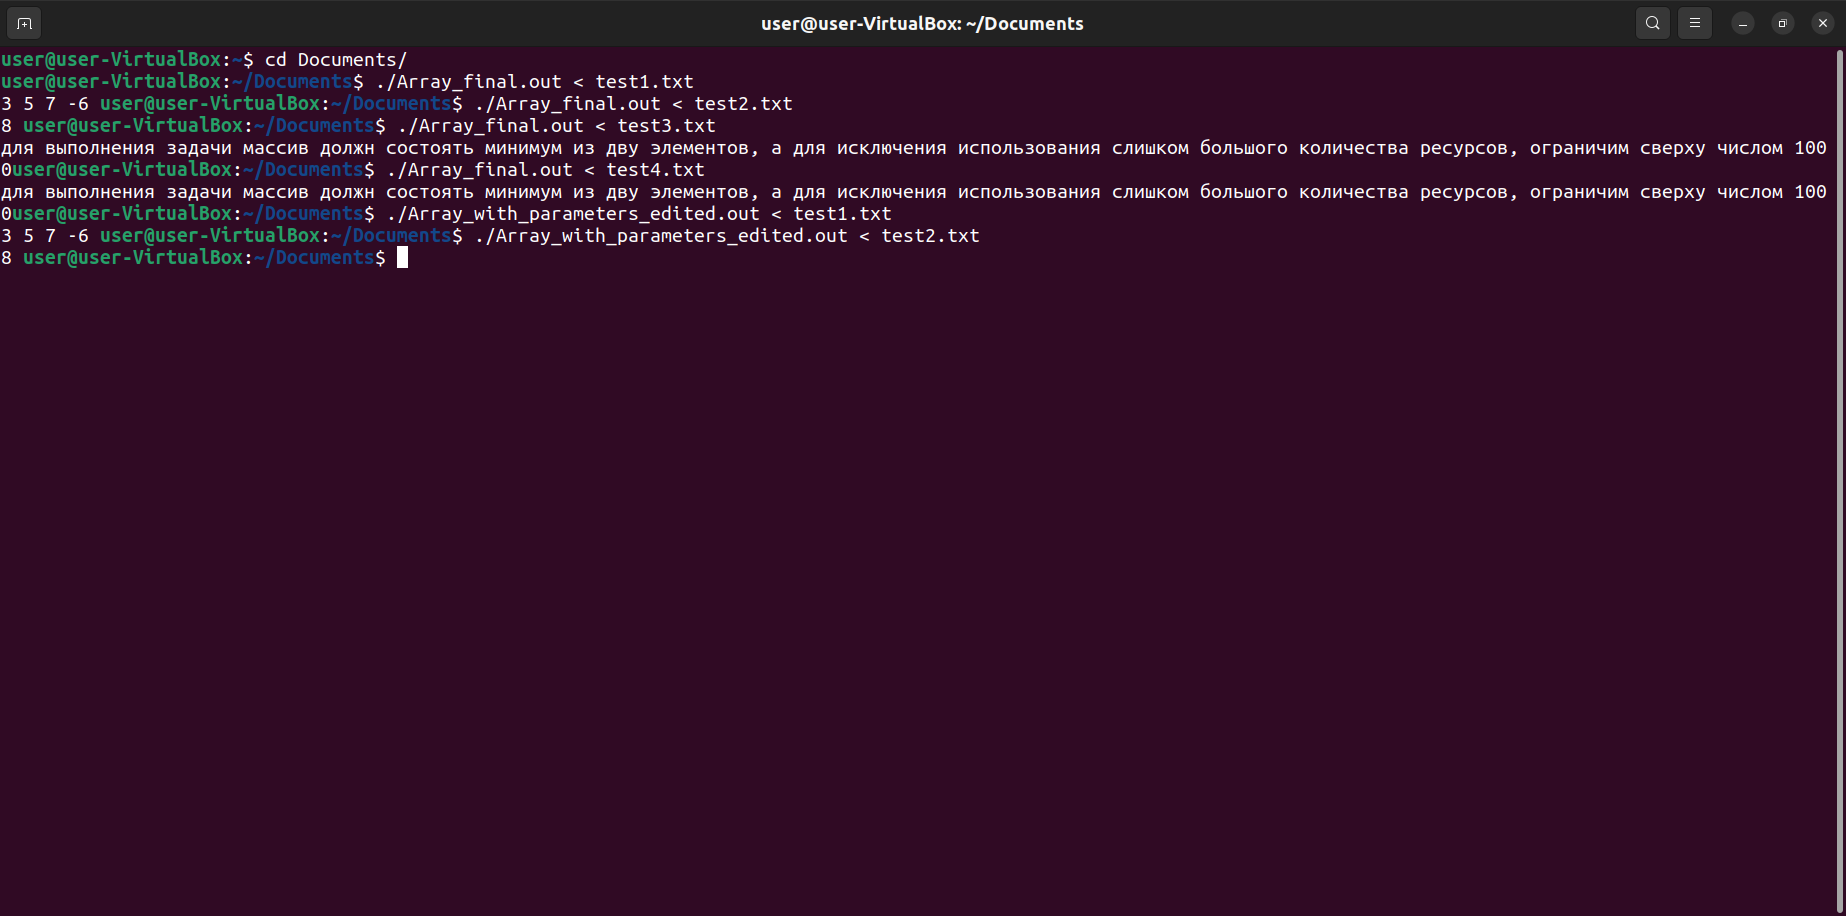 user@user-VirtualBox: ~/Documents
user@user-VirtualBox:~$ cd Documents/
user@user-VirtualBox:~/Documents$ ./Array_final.out < test1.txt
3 5 7 -6 user@user-VirtualBox:~/Documents$ ./Array_final.out < test2.txt
8 user@user-VirtualBox:~/Documents$ ./Array_final.out < test3.txt
для выполнения задачи массив должн состоять минимум из дву элементов, а для исключения использования слишком большого количества ресурсов, ограничим сверху числом 100
0user@user-VirtualBox:~/Documents$ ./Array_final.out < test4.txt
для выполнения задачи массив должн состоять минимум из дву элементов, а для исключения использования слишком большого количества ресурсов, ограничим сверху числом 100
0user@user-VirtualBox:~/Documents$ ./Array_with_parameters_edited.out < test1.txt
3 5 7 -6 user@user-VirtualBox:~/Documents$ ./Array_with_parameters_edited.out < test2.txt
8 user@user-VirtualBox:~/Documents$